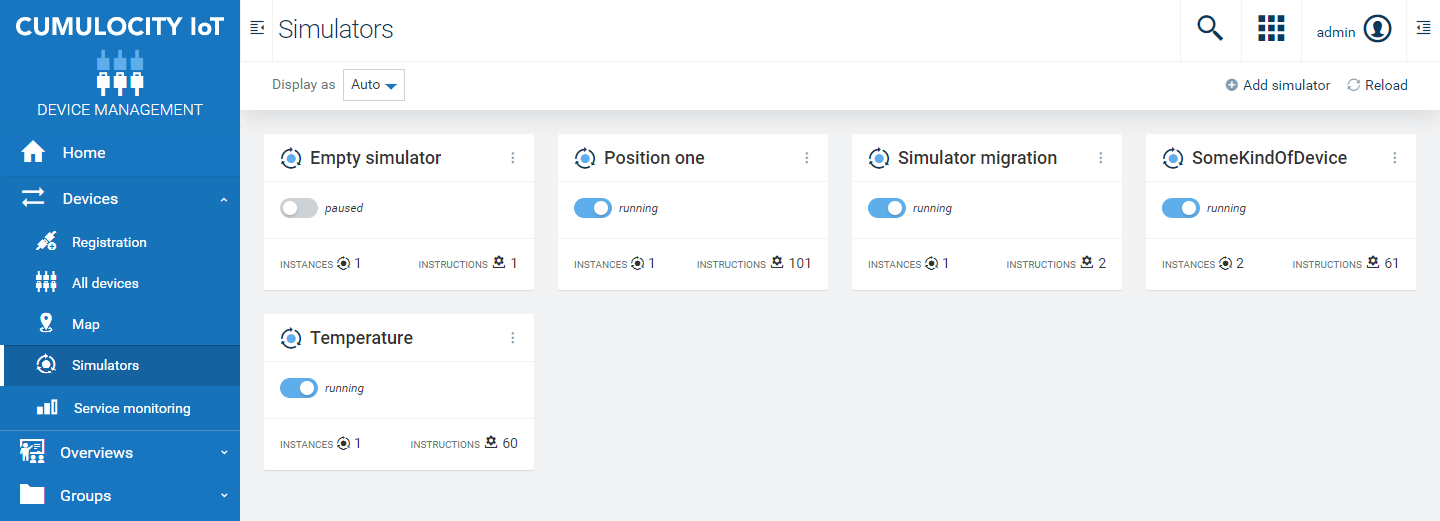 CUMULOCITY IoT
DEVICE MANAGEMENT
Home
Devices
Registration
All devices
Map
Simulators
Service monitoring
Overviews
Groups
Simulators
admin
Display as Auto
Add simulator Reload
Empty simulator
paused
INSTANCES 1 INSTRUCTIONS 1
Position one
running
INSTANCES 1 INSTRUCTIONS 101
Simulator migration
running
INSTANCES 1 INSTRUCTIONS 2
SomeKindOfDevice
running
INSTANCES 2 INSTRUCTIONS 61
Temperature
running
INSTANCES 1 INSTRUCTIONS 60